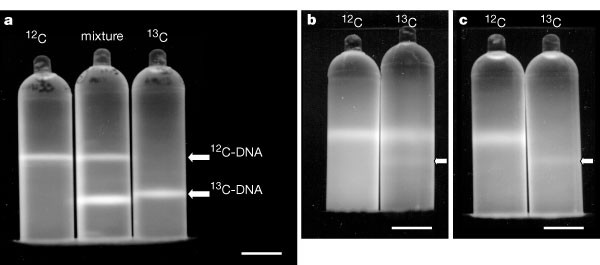 a
¹²C mixture ¹³C
¹²C-DNA
¹³C-DNA
b
¹²C ¹³C
c
¹²C ¹³C